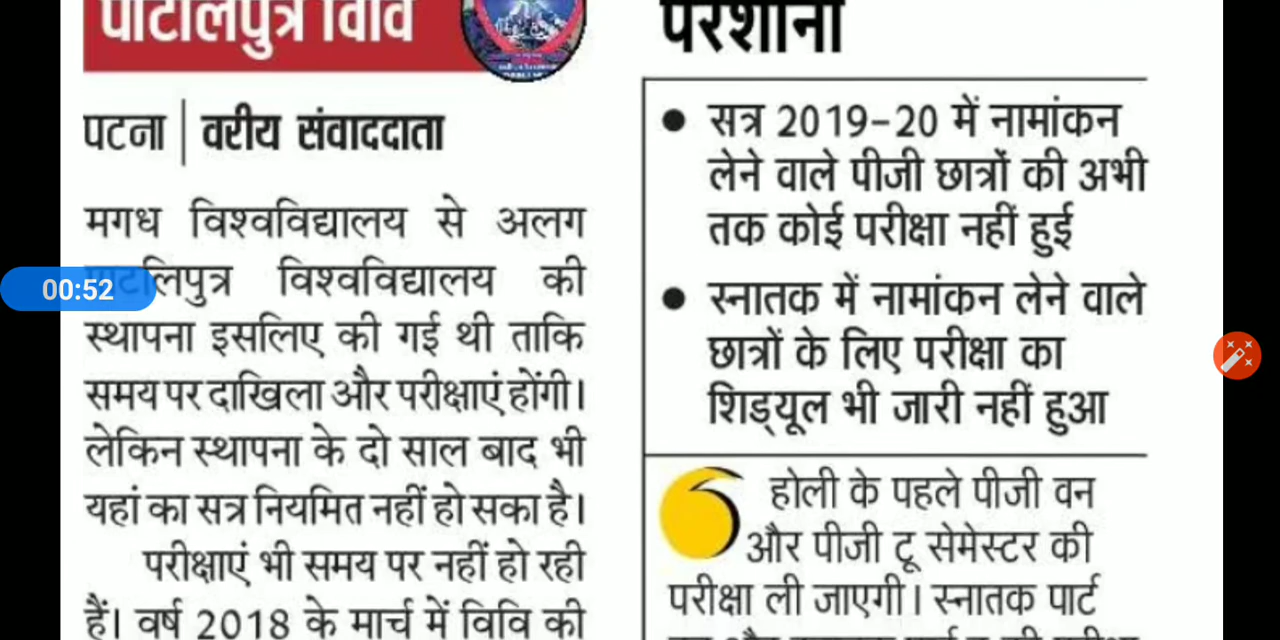 पाटलिपुत्र विवि
पटना | वरीय संवाददाता
मगध विश्वविद्यालय से अलग
पाटलिपुत्र विश्वविद्यालय की
स्थापना इसलिए की गई थी ताकि
समय पर दाखिला और परीक्षाएं होंगी।
लेकिन स्थापना के दो साल बाद भी
यहां का सत्र नियमित नहीं हो सका है।
परीक्षाएं भी समय पर नहीं हो रही
हैं। वर्ष 2018 के मार्च में विवि की
00:52
परेशानी
• सत्र 2019-20 में नामांकन
लेने वाले पीजी छात्रों की अभी
तक कोई परीक्षा नहीं हुई
• स्नातक में नामांकन लेने वाले
छात्रों के लिए परीक्षा का
शिड्यूल भी जारी नहीं हुआ
होली के पहले पीजी वन
और पीजी टू सेमेस्टर की
परीक्षा ली जाएगी। स्नातक पार्ट